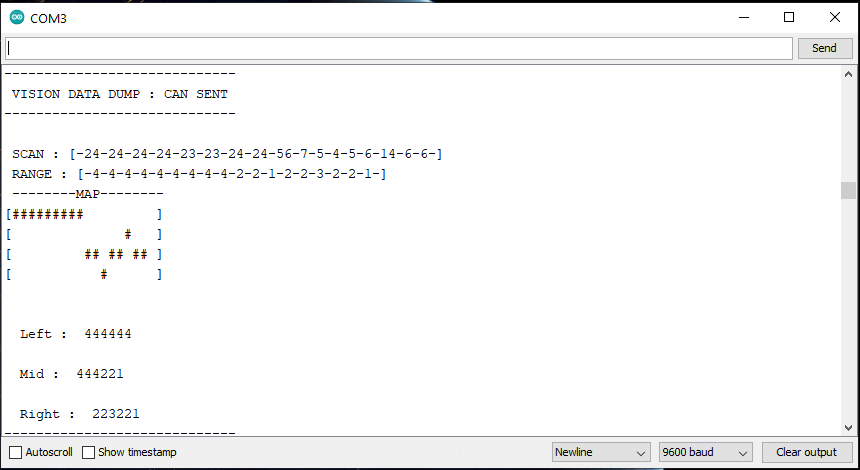 COM3
Send
----------------------------
VISION DATA DUMP : CAN SENT
----------------------------
SCAN : [-24-24-24-24-23-23-24-24-56-7-5-4-5-6-14-6-6-]
RANGE : [-4-4-4-4-4-4-4-4-4-2-2-1-2-2-3-2-2-1-]
--------MAP--------
[#########         ]
[              #   ]
[         ## ## ## ]
[           #      ]
Left :  444444
Mid :  444221
Right :  223221
----------------------------
Autoscroll Show timestamp Newline 9600 baud Clear output